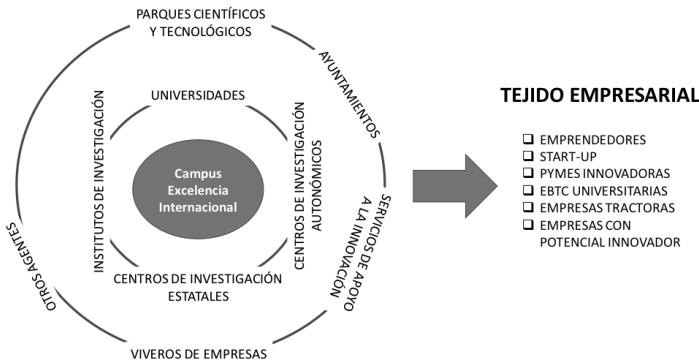 PARQUES CIENTÍFICOS
Y TECNOLÓGICOS
AYUNTAMIENTOS
UNIVERSIDADES
INSTITUTOS DE INVESTIGACIÓN
CENTROS DE INVESTIGACIÓN
AUTONÓMICOS
Campus
Excelencia
Internacional
CENTROS DE INVESTIGACIÓN
ESTATALES
OTROS AGENTES
SERVICIOS DE APOYO
A LA INNOVACIÓN
VIVEROS DE EMPRESAS
TEJIDO EMPRESARIAL
❑ EMPRENDEDORES
❑ START-UP
❑ PYMES INNOVADORAS
❑ EBTC UNIVERSITARIAS
❑ EMPRESAS TRACTORAS
❑ EMPRESAS CON
POTENCIAL INNOVADOR